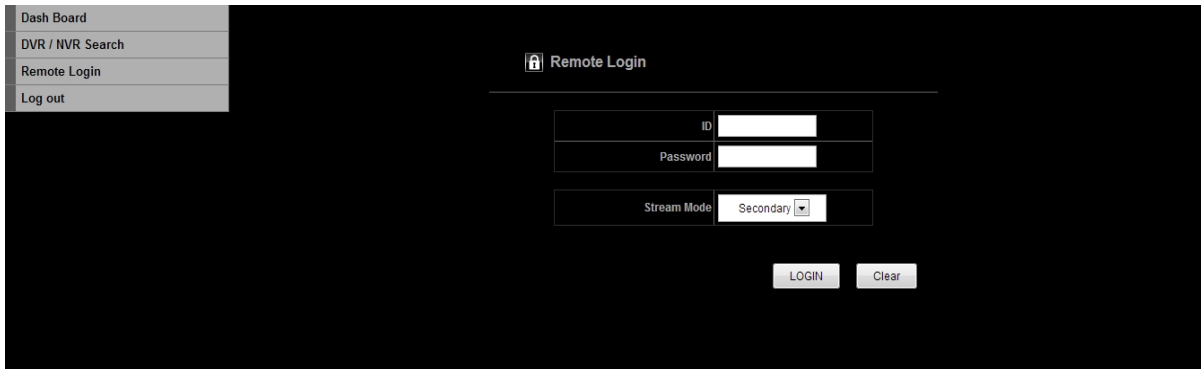 Dash Board
DVR / NVR Search
Remote Login
Log out
Remote Login
ID
Password
Stream Mode Secondary
LOGIN Clear